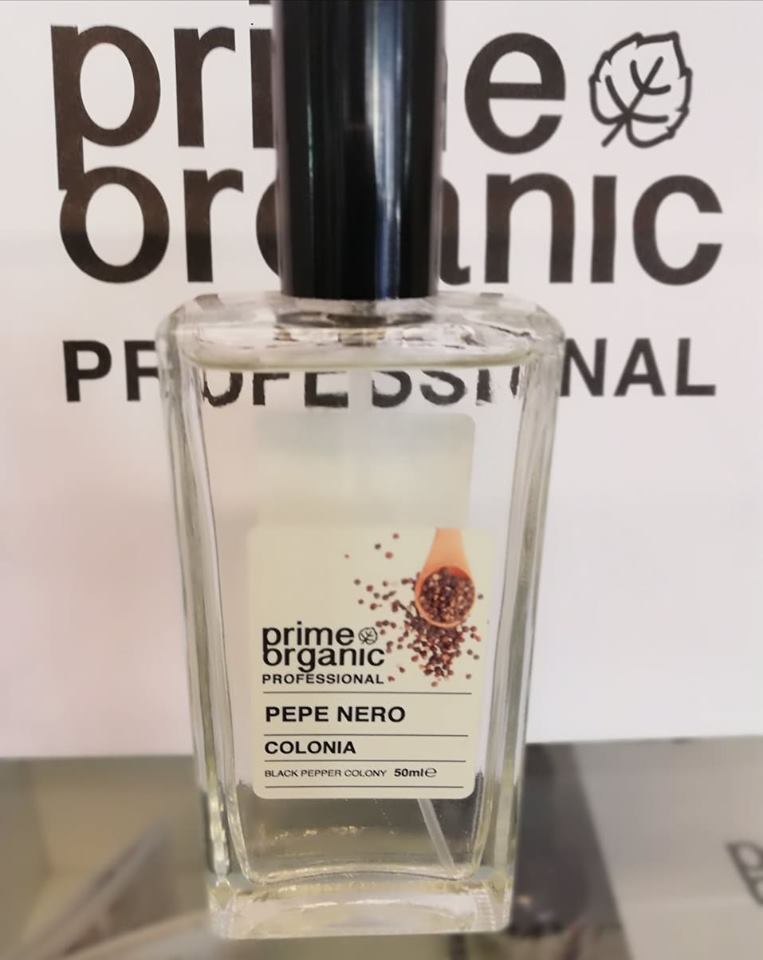 prime
organic
PROFESSIONAL
prime
organic
PROFESSIONAL
PEPE NERO
COLONIA
BLACK PEPPER COLONY 50ml℮